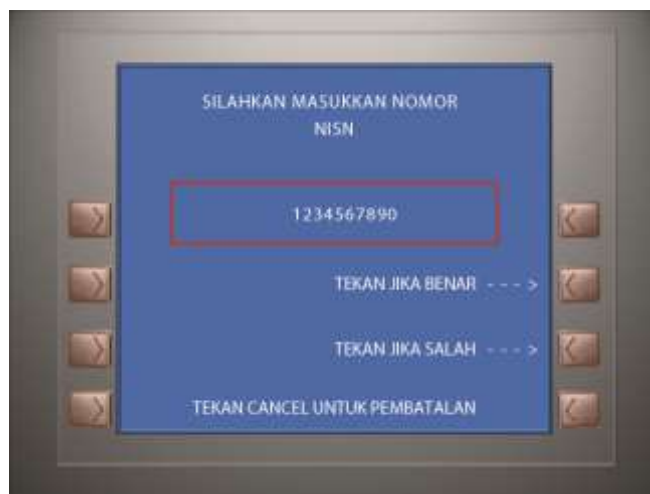 SILAHKAN MASUKKAN NOMOR
NISN
1234567890
TEKAN JIKA BENAR - - - >
TEKAN JIKA SALAH - - - >
TEKAN CANCEL UNTUK PEMBATALAN